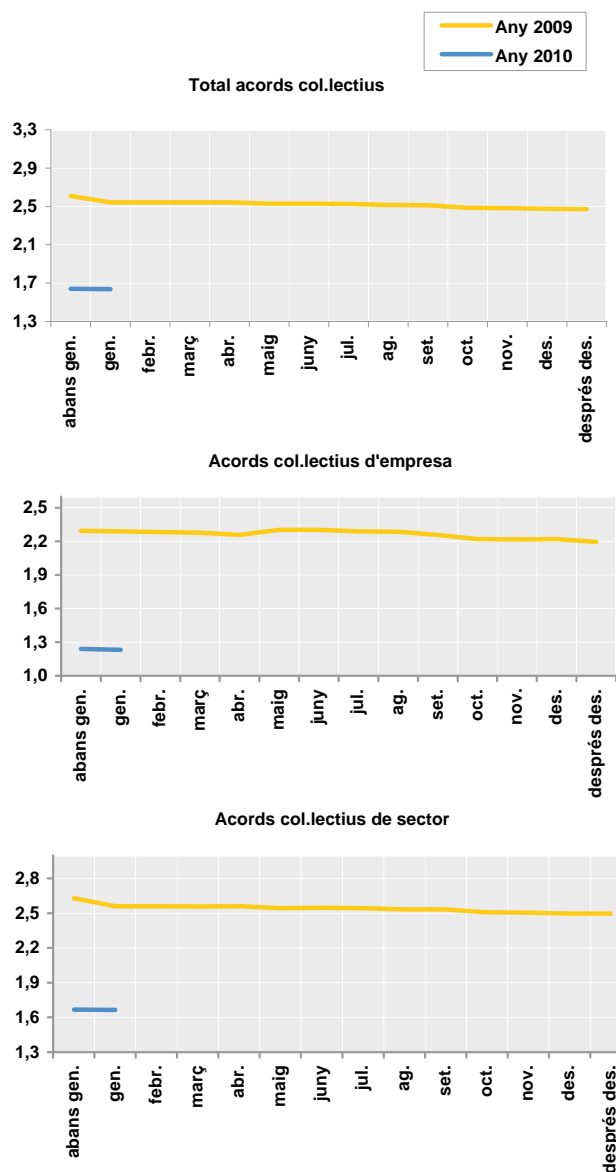 Any 2009
Any 2010
Total acords col.lectius
3,3
2,9
2,5
2,1
1,7
1,3
abans gen.
gen.
febr.
març
abr.
maig
juny
jul.
ag.
set.
oct.
nov.
des.
després des.
Acords col.lectius d'empresa
2,5
2,2
1,9
1,6
1,3
1,0
abans gen.
gen.
febr.
març
abr.
maig
juny
jul.
ag.
set.
oct.
nov.
des.
després des.
Acords col.lectius de sector
2,8
2,5
2,2
1,9
1,6
1,3
abans gen.
gen.
febr.
març
abr.
maig
juny
jul.
ag.
set.
oct.
nov.
des.
després des.